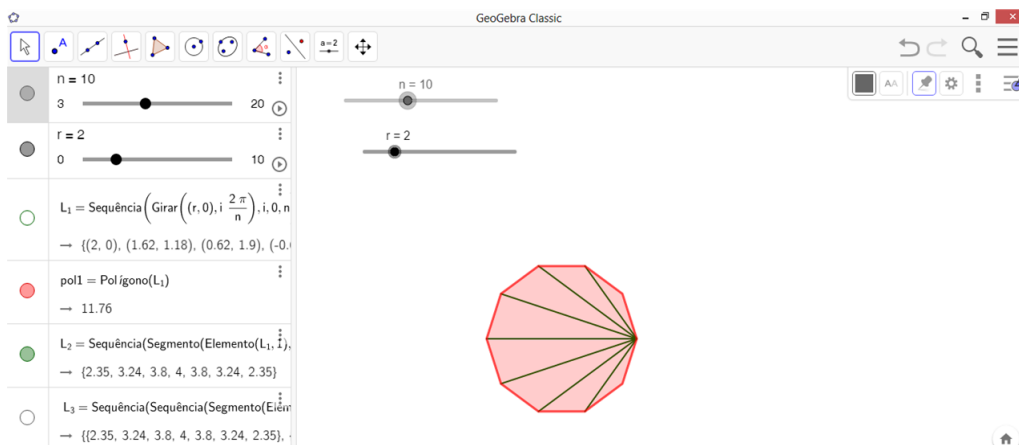 GeoGebra Classic
a=2
n = 10
3 20
r = 2
0 10
L₁ = Sequência(Girar((r, 0), i 2 π / n), i, 0, n
→ {(2, 0), (1.62, 1.18), (0.62, 1.9), (-0.
pol1 = Polígono(L₁)
→ 11.76
L₂ = Sequência(Segmento(Elemento(L₁, 1),
→ {2.35, 3.24, 3.8, 4, 3.8, 3.24, 2.35}
L₃ = Sequência(Sequência(Segmento(Elem
→ {{2.35, 3.24, 3.8, 4, 3.8, 3.24, 2.35},
n = 10
r = 2
AA